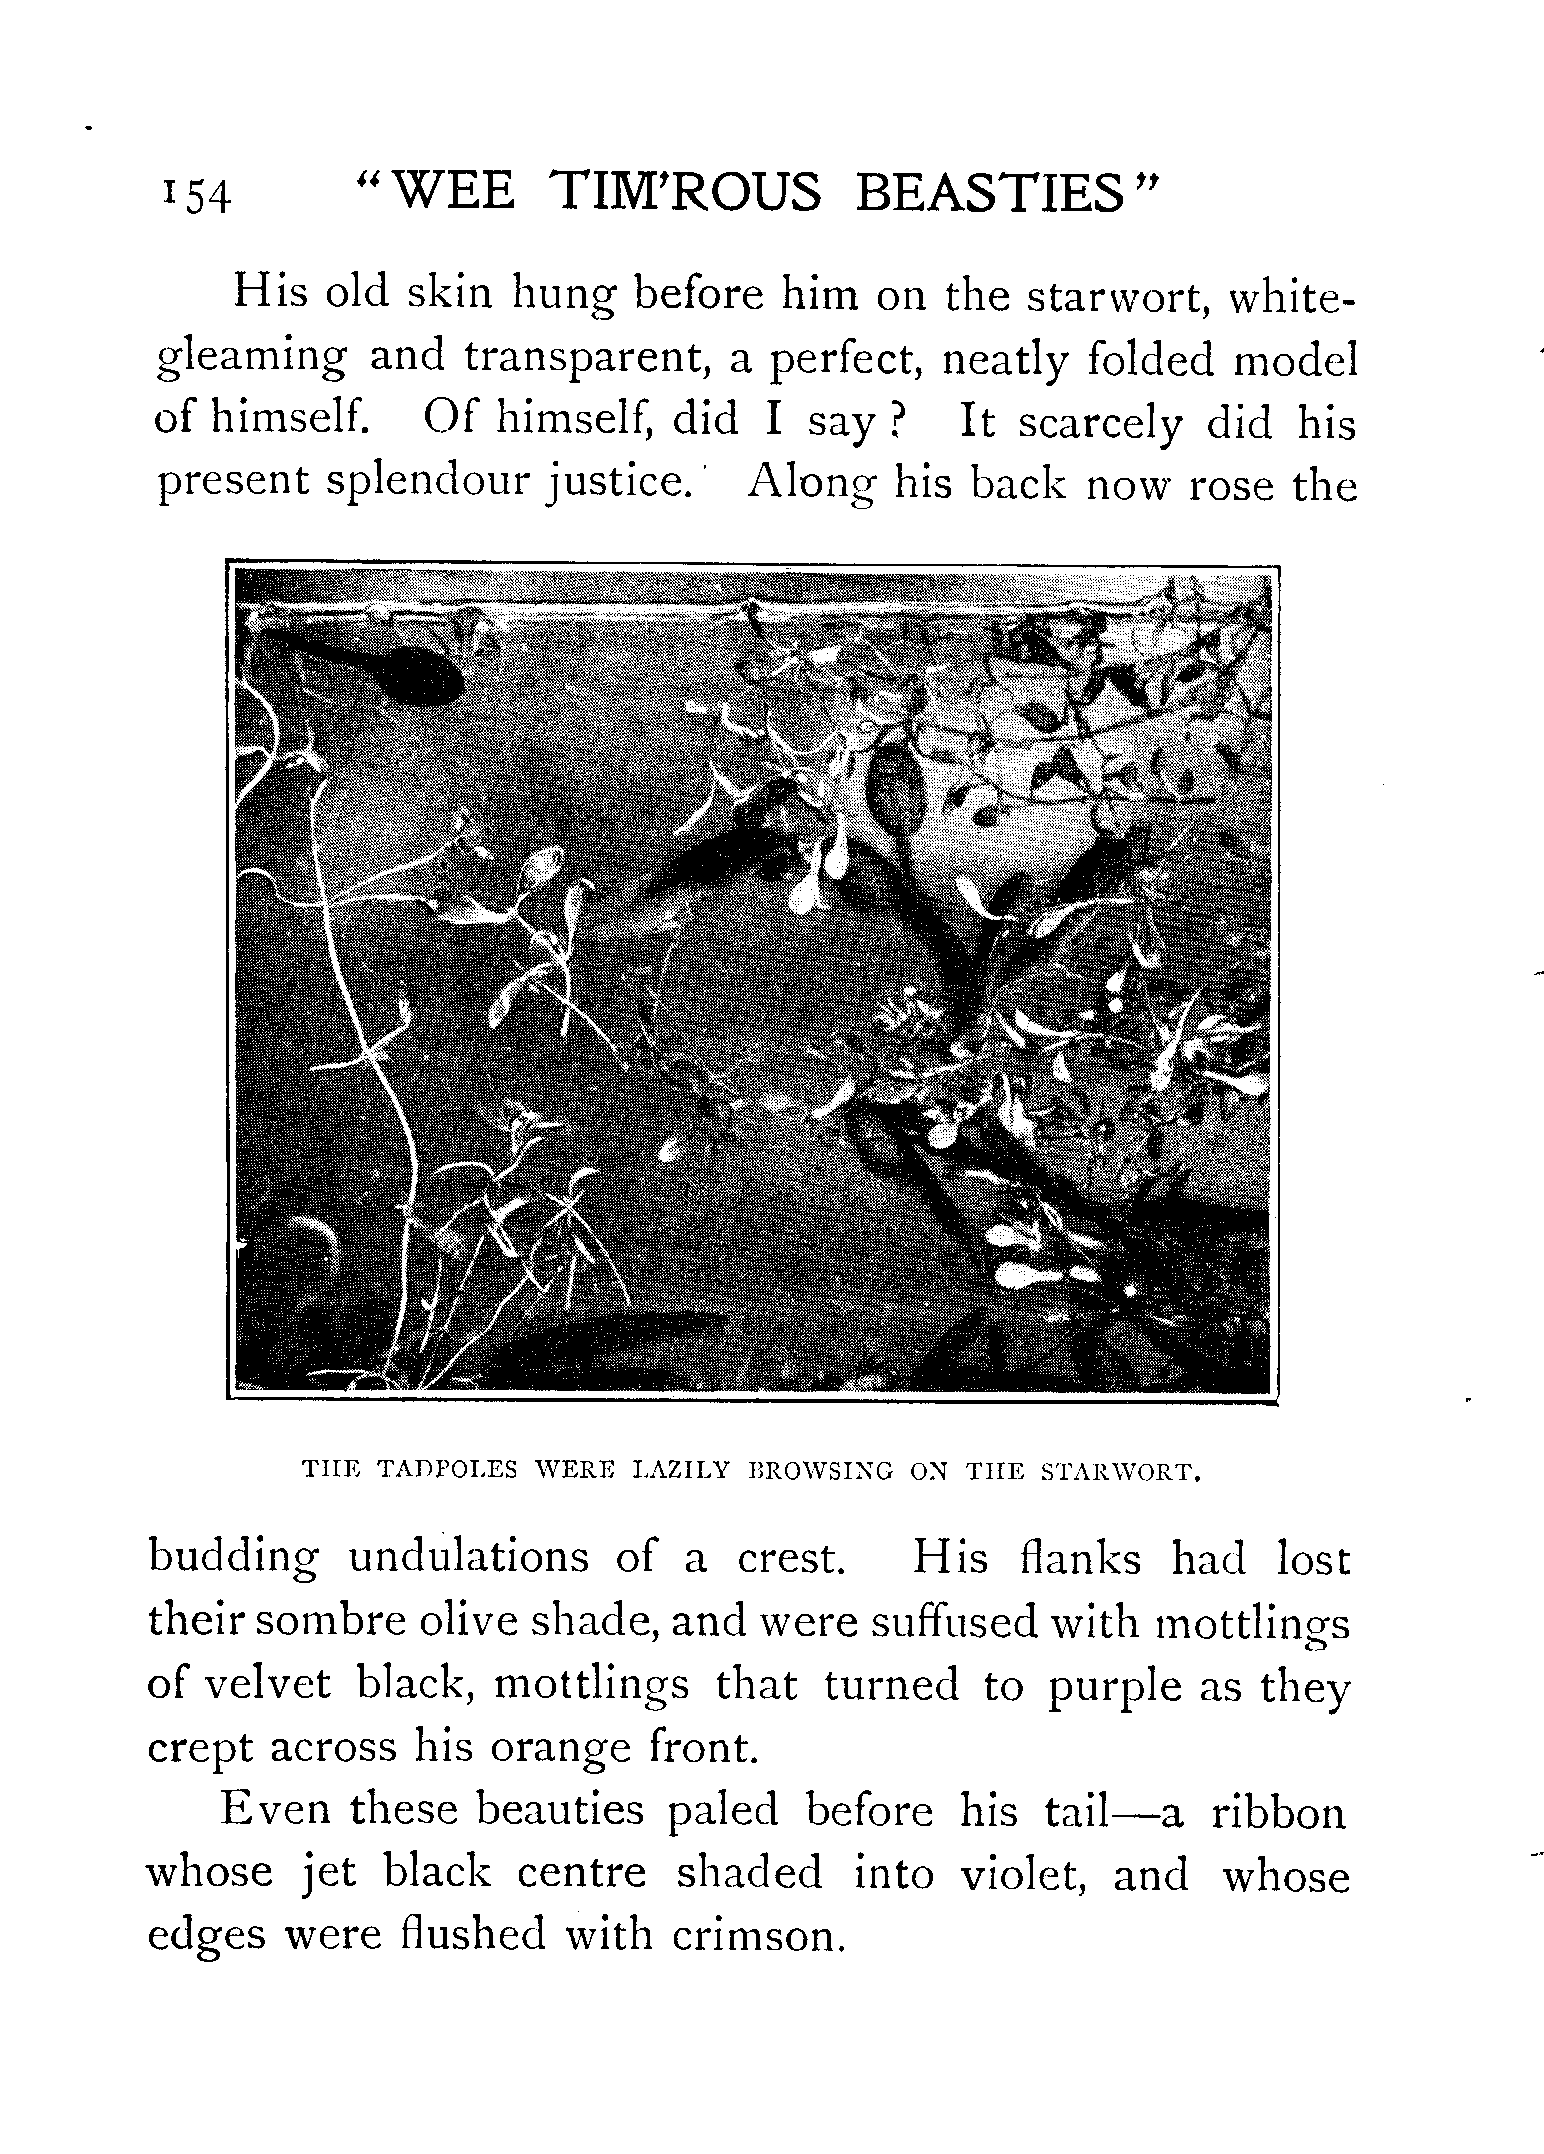 154 "WEE TIM'ROUS BEASTIES"
His old skin hung before him on the starwort, white-
gleaming and transparent, a perfect, neatly folded model
of himself. Of himself, did I say? It scarcely did his
present splendour justice. Along his back now rose the
THE TADPOLES WERE LAZILY BROWSING ON THE STARWORT.
budding undulations of a crest. His flanks had lost
their sombre olive shade, and were suffused with mottlings
of velvet black, mottlings that turned to purple as they
crept across his orange front.
Even these beauties paled before his tail—a ribbon
whose jet black centre shaded into violet, and whose
edges were flushed with crimson.